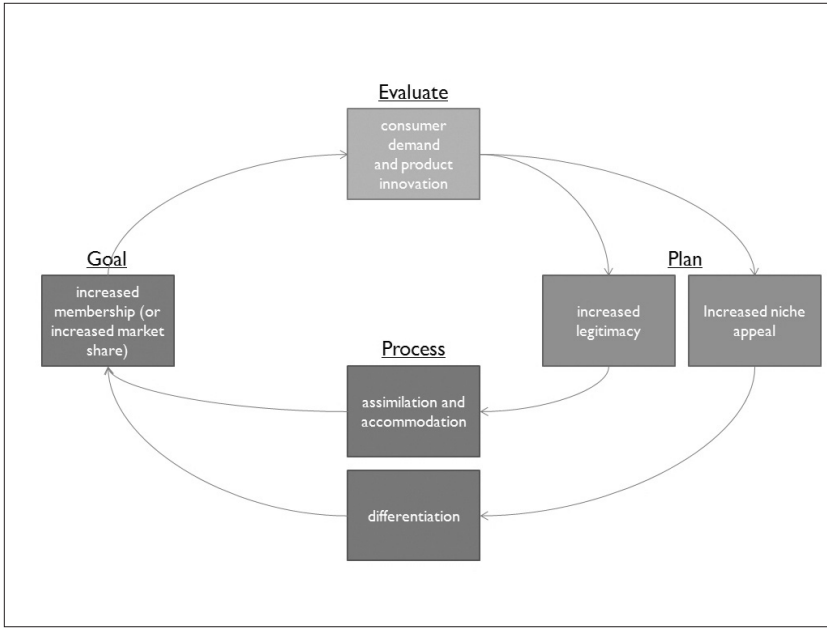 Evaluate
consumer
demand
and product
innovation
Goal
increased
membership (or
increased market
share)
Plan
increased
legitimacy
Increased niche
appeal
Process
assimilation and
accommodation
differentiation